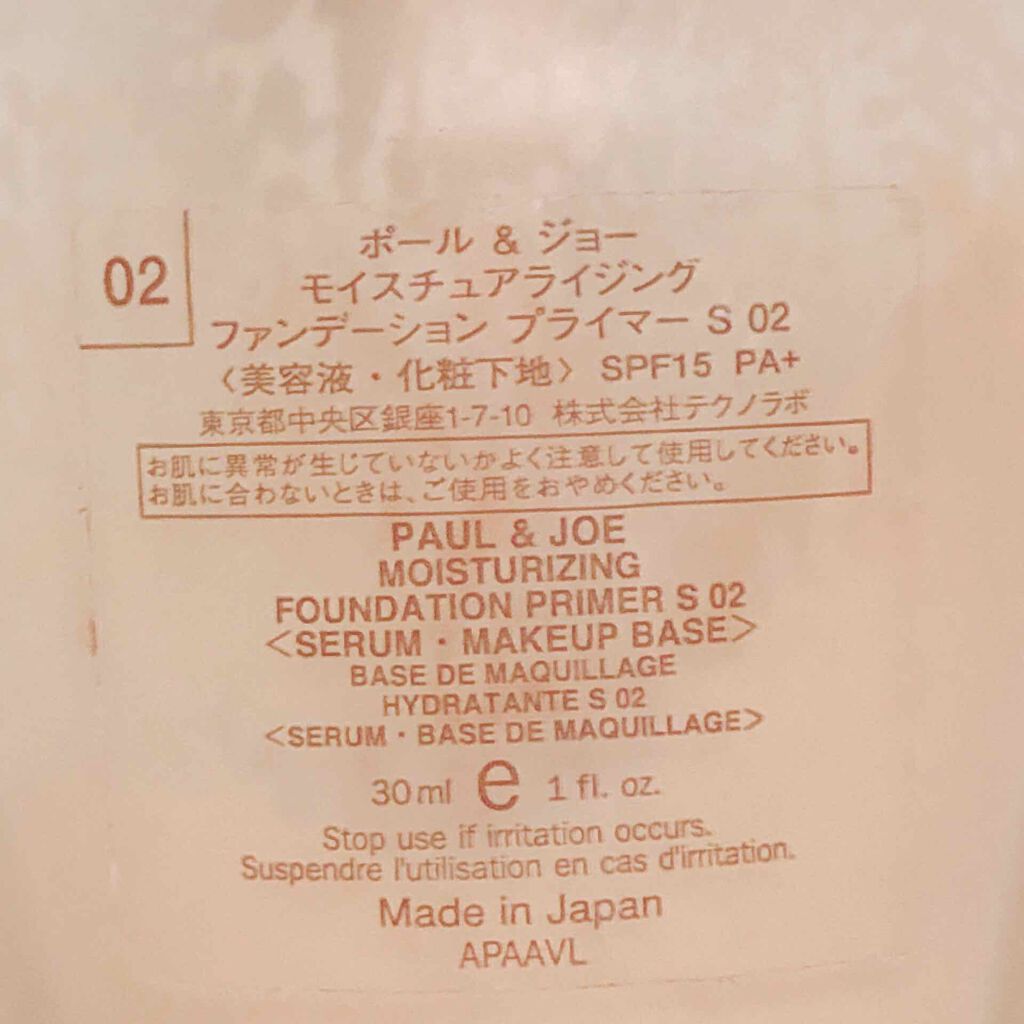 02
ポール & ジョー
モイスチュアライジング
ファンデーション プライマー S 02
〈美容液・化粧下地〉 SPF15 PA+
東京都中央区銀座1-7-10 株式会社テクノラボ
お肌に異常が生じていないかよく注意して使用してください。
お肌に合わないときは、ご使用をおやめください。
PAUL & JOE
MOISTURIZING
FOUNDATION PRIMER S 02
<SERUM・MAKEUP BASE>
BASE DE MAQUILLAGE
HYDRATANTE S 02
<SERUM・BASE DE MAQUILLAGE>
30ml e 1 fl. oz.
Stop use if irritation occurs.
Suspendre l'utilisation en cas d'irritation.
Made in Japan
APAAVL